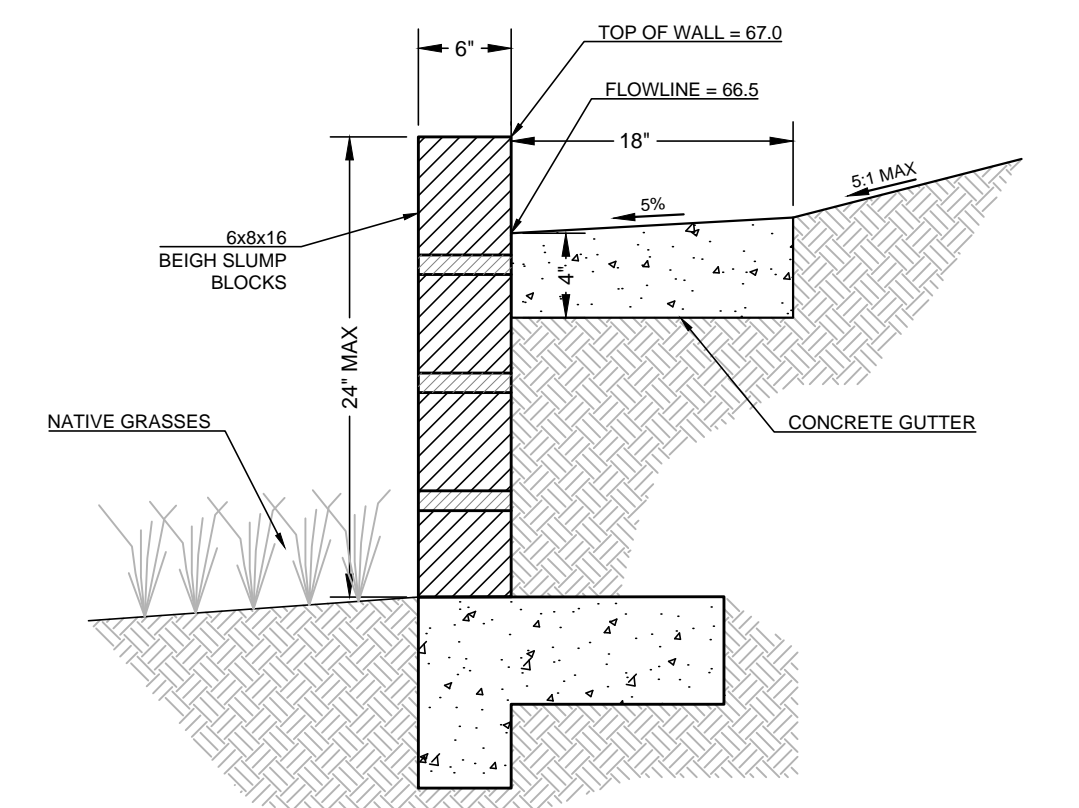 TOP OF WALL = 67.0
6"
FLOWLINE = 66.5
18"
5:1 MAX
5%
6x8x16
BEIGH SLUMP
BLOCKS
4"
24" MAX
NATIVE GRASSES
CONCRETE GUTTER